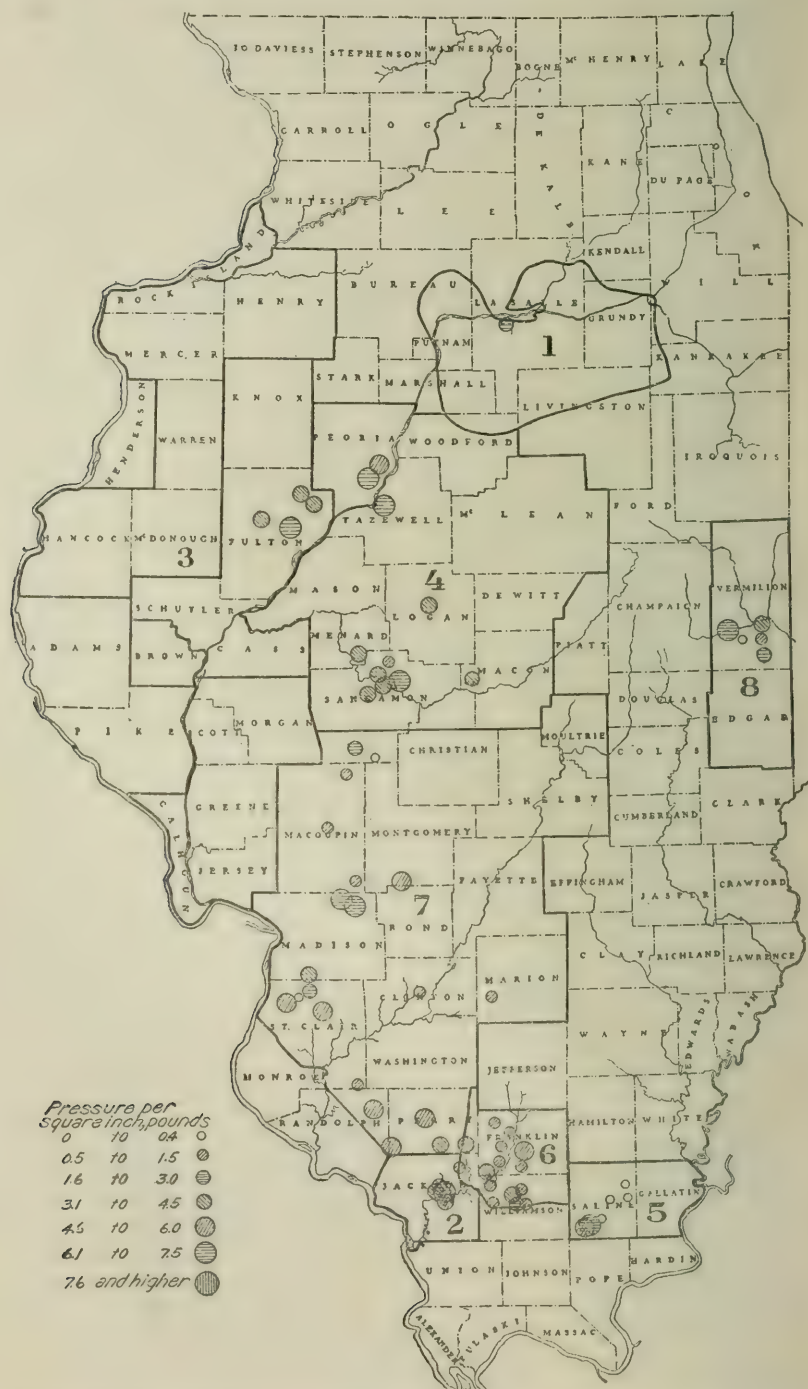 JO DAVIESS STEPHENSON WINNEBAGO BOONE McHENRY LAKE
CARROLL OGLE DE KALB KANE COOK
DU PAGE
WHITESIDE LEE
KENDALL
ROCK ISLAND HENRY BUREAU LA SALLE GRUNDY WILL
1
MERCER PUTNAM KANKAKEE
STARK MARSHALL
KNOX LIVINGSTON
HENDERSON WARREN PEORIA WOODFORD IROQUOIS
HANCOCK McDONOUGH FULTON TAZEWELL McLEAN FORD
3
MASON 4 VERMILION
SCHUYLER LOGAN DEWITT CHAMPAIGN
ADAMS BROWN CASS MENARD MACON PIATT
8
SANGAMON DOUGLAS EDGAR
PIKE SCOTT MORGAN MOULTRIE
CHRISTIAN COLES
GREENE SHELBY
MACOUPIN MONTGOMERY CUMBERLAND CLARK
CALHOUN JERSEY
FAYETTE EFFINGHAM JASPER CRAWFORD
7
BOND
MADISON CLAY RICHLAND LAWRENCE
CLINTON MARION
ST. CLAIR WAYNE EDWARDS WABASH
WASHINGTON JEFFERSON
MONROE
RANDOLPH PERRY FRANKLIN HAMILTON WHITE
6
JACKSON WILLIAMSON SALINE GALLATIN
2 5
UNION JOHNSON POPE HARDIN
ALEXANDER PULASKI MASSAC
Pressure per
square inch, pounds
0 to 0.4
0.5 to 1.5
1.6 to 3.0
3.1 to 4.5
4.6 to 6.0
6.1 to 7.5
7.6 and higher